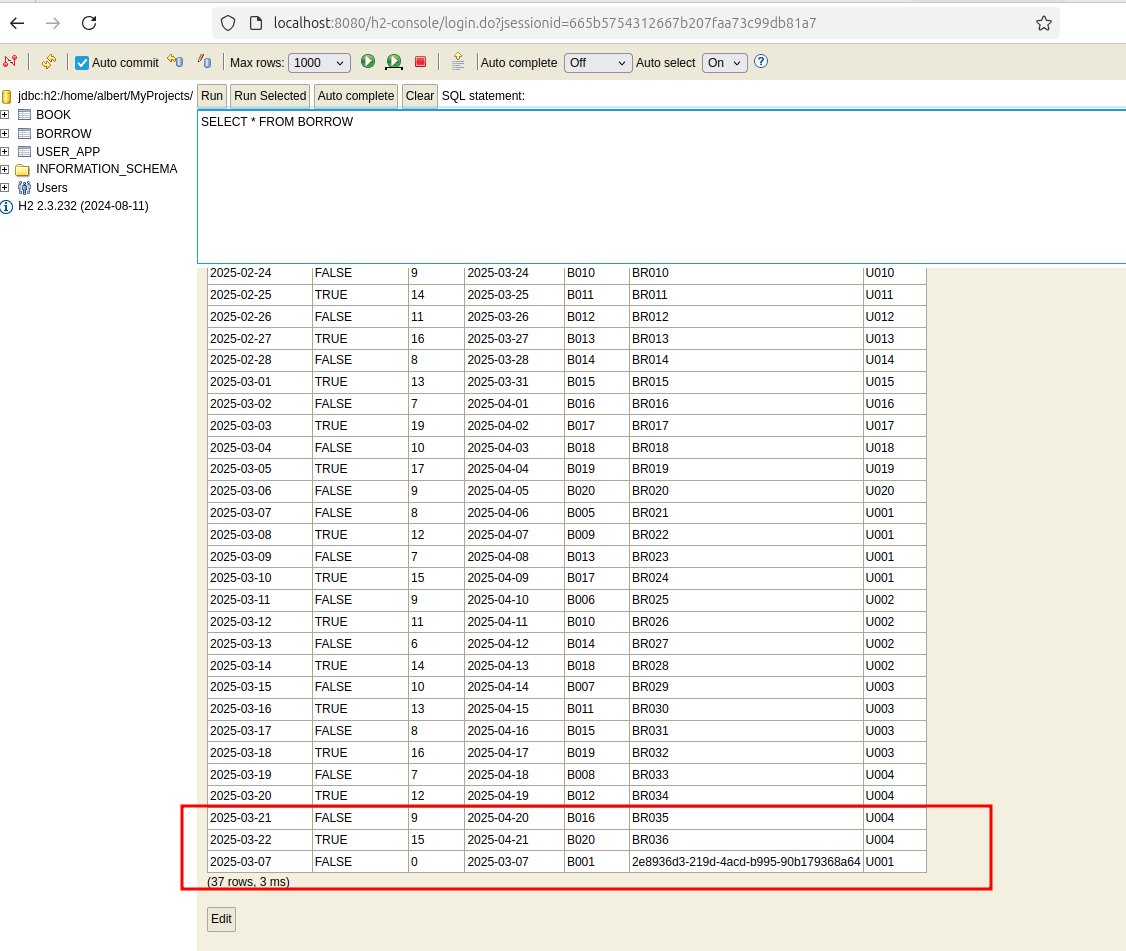 localhost:8080/h2-console/login.do?jsessionid=665b5754312667b207faa73c99db81a7
Auto commit Max rows: 1000 Auto complete Off Auto select On
jdbc:h2:/home/albert/MyProjects/
BOOK
BORROW
USER_APP
INFORMATION_SCHEMA
Users
H2 2.3.232 (2024-08-11)
Run Run Selected Auto complete Clear SQL statement:
SELECT * FROM BORROW
2025-02-24 FALSE 9 2025-03-24 B010 BR010 U010
2025-02-25 TRUE 14 2025-03-25 B011 BR011 U011
2025-02-26 FALSE 11 2025-03-26 B012 BR012 U012
2025-02-27 TRUE 16 2025-03-27 B013 BR013 U013
2025-02-28 FALSE 8 2025-03-28 B014 BR014 U014
2025-03-01 TRUE 13 2025-03-31 B015 BR015 U015
2025-03-02 FALSE 7 2025-04-01 B016 BR016 U016
2025-03-03 TRUE 19 2025-04-02 B017 BR017 U017
2025-03-04 FALSE 10 2025-04-03 B018 BR018 U018
2025-03-05 TRUE 17 2025-04-04 B019 BR019 U019
2025-03-06 FALSE 9 2025-04-05 B020 BR020 U020
2025-03-07 FALSE 8 2025-04-06 B005 BR021 U001
2025-03-08 TRUE 12 2025-04-07 B009 BR022 U001
2025-03-09 FALSE 7 2025-04-08 B013 BR023 U001
2025-03-10 TRUE 15 2025-04-09 B017 BR024 U001
2025-03-11 FALSE 9 2025-04-10 B006 BR025 U002
2025-03-12 TRUE 11 2025-04-11 B010 BR026 U002
2025-03-13 FALSE 6 2025-04-12 B014 BR027 U002
2025-03-14 TRUE 14 2025-04-13 B018 BR028 U002
2025-03-15 FALSE 10 2025-04-14 B007 BR029 U003
2025-03-16 TRUE 13 2025-04-15 B011 BR030 U003
2025-03-17 FALSE 8 2025-04-16 B015 BR031 U003
2025-03-18 TRUE 16 2025-04-17 B019 BR032 U003
2025-03-19 FALSE 7 2025-04-18 B008 BR033 U004
2025-03-20 TRUE 12 2025-04-19 B012 BR034 U004
2025-03-21 FALSE 9 2025-04-20 B016 BR035 U004
2025-03-22 TRUE 15 2025-04-21 B020 BR036 U004
2025-03-07 FALSE 0 2025-03-07 B001 2e8936d3-219d-4acd-b995-90b179368a64 U001
(37 rows, 3 ms)
Edit